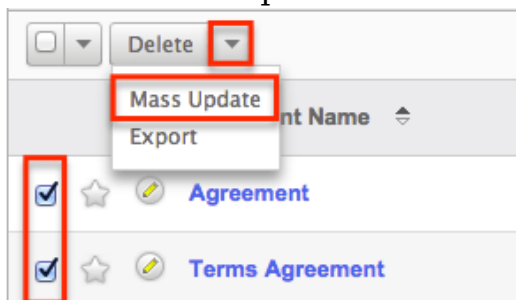 Delete
Mass Update
nt Name
Export
Agreement
Terms Agreement